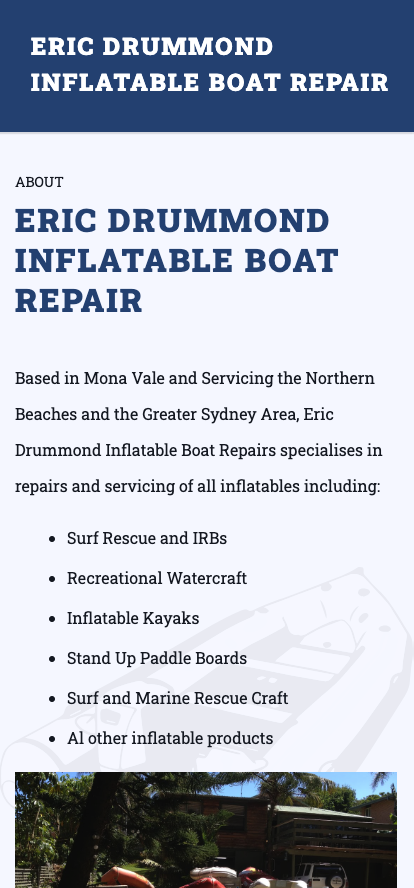 ERIC DRUMMOND
INFLATABLE BOAT REPAIR
ABOUT
ERIC DRUMMOND
INFLATABLE BOAT
REPAIR
Based in Mona Vale and Servicing the Northern
Beaches and the Greater Sydney Area, Eric
Drummond Inflatable Boat Repairs specialises in
repairs and servicing of all inflatables including:
• Surf Rescue and IRBs
• Recreational Watercraft
• Inflatable Kayaks
• Stand Up Paddle Boards
• Surf and Marine Rescue Craft
• Al other inflatable products